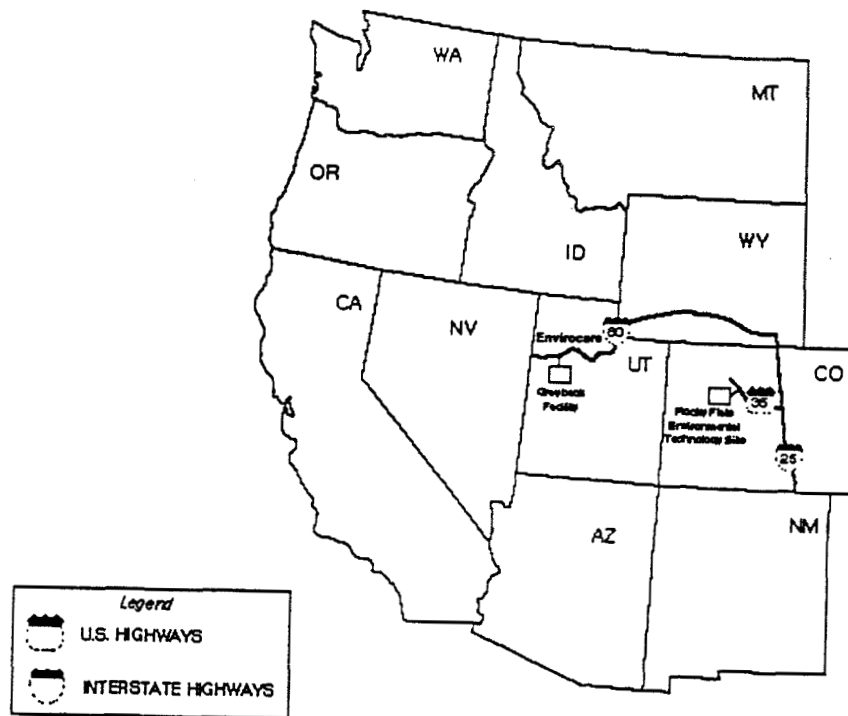 WA
MT
OR
ID
WY
CA
NV
Envirocare
80
UT
CO
Facility
36
Rocky Flats
Environmental
Technology Site
25
AZ
NM
Legend
U.S. HIGHWAYS
INTERSTATE HIGHWAYS